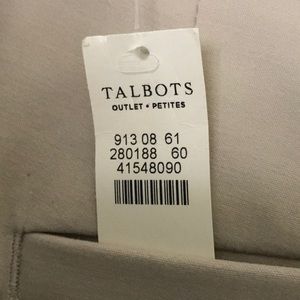 TALBOTS
OUTLET • PETITES
913 08 61
280188 60
41548090